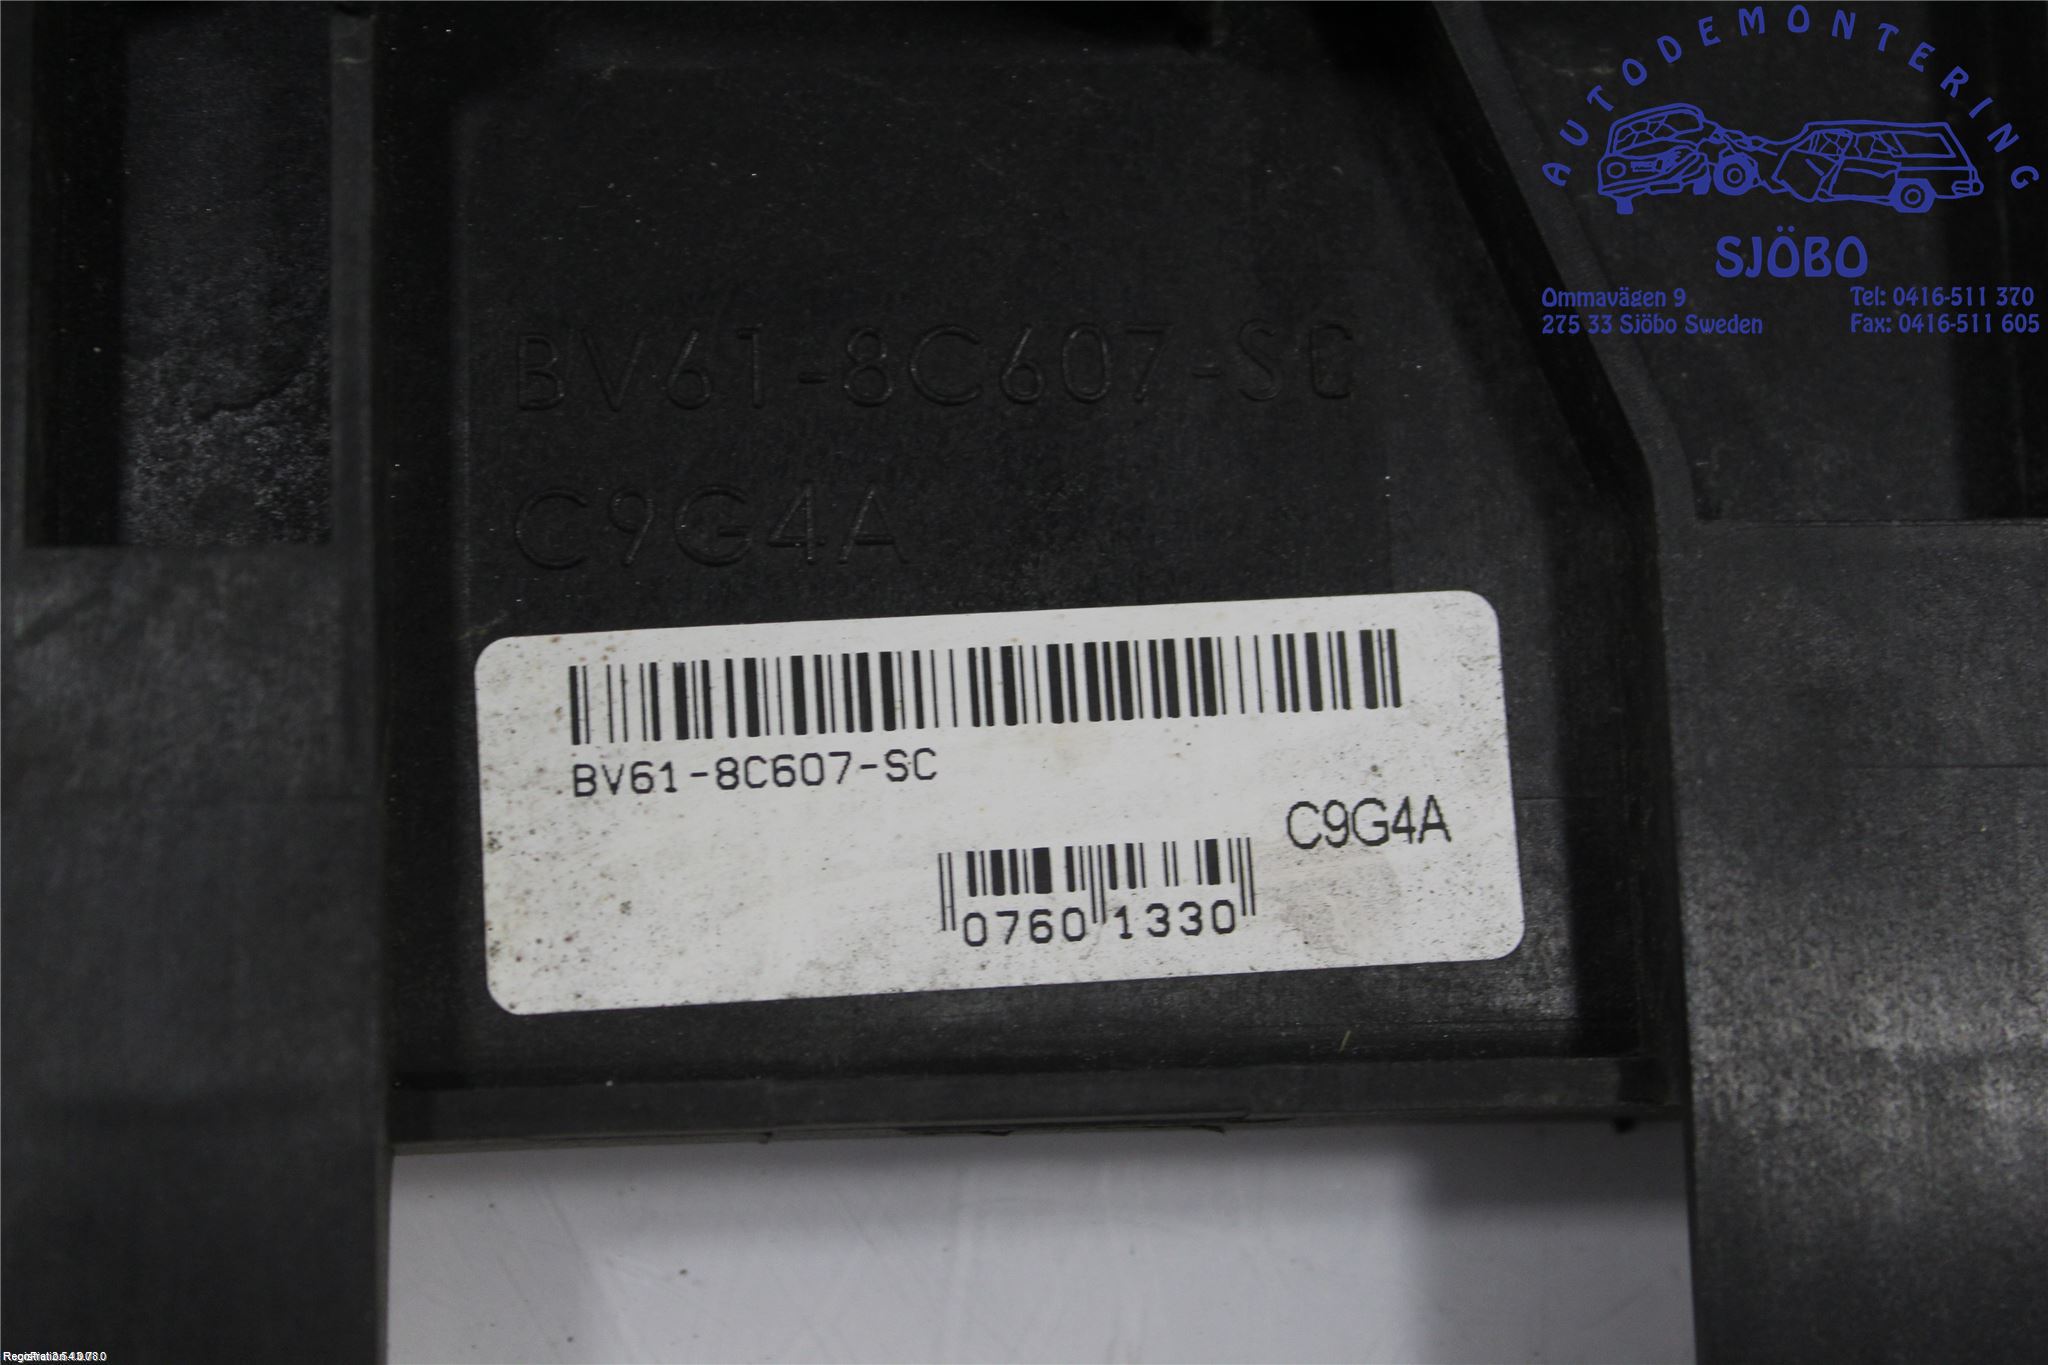 AUTODEMONTERING
SJÖBO
Ommavägen 9 Tel: 0416-511 370
275 33 Sjöbo Sweden Fax: 0416-511 605
BV61-8C607-SC
C9G4A
BV61-8C607-SC
C9G4A
0760 1330